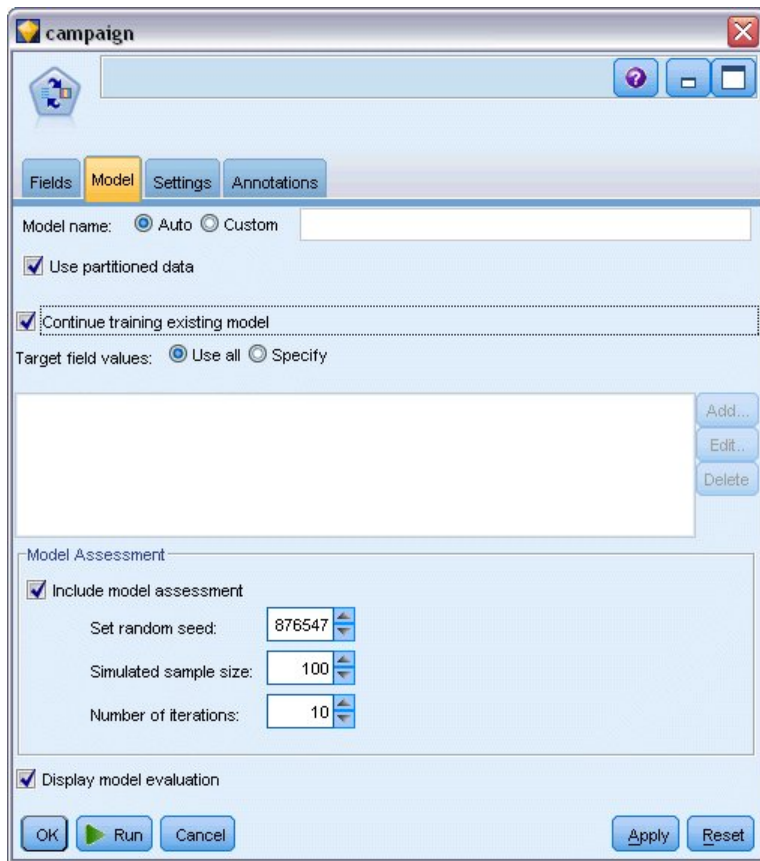 campaign
Fields Model Settings Annotations
Model name: Auto Custom
Use partitioned data
Continue training existing model
Target field values: Use all Specify
Add...
Edit...
Delete
Model Assessment
Include model assessment
Set random seed: 876547
Simulated sample size: 100
Number of iterations: 10
Display model evaluation
OK Run Cancel Apply Reset